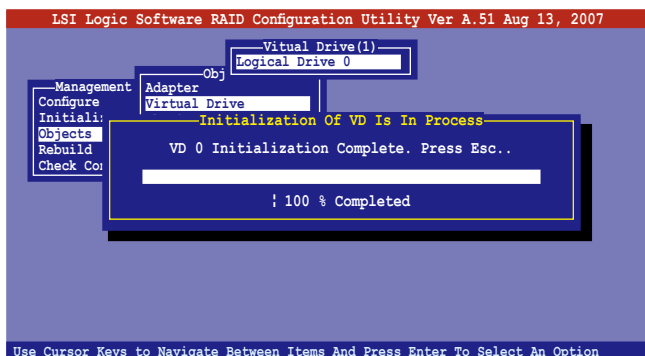 LSI Logic Software RAID Configuration Utility Ver A.51 Aug 13, 2007
Vitual Drive(1)
Logical Drive 0
Obj
Adapter
Virtual Drive
Management
Configure
Initiali
Objects
Rebuild
Check Co
Initialization Of VD Is In Process
VD 0 Initialization Complete. Press Esc..
¦ 100 % Completed
Use Cursor Keys to Navigate Between Items And Press Enter To Select An Option